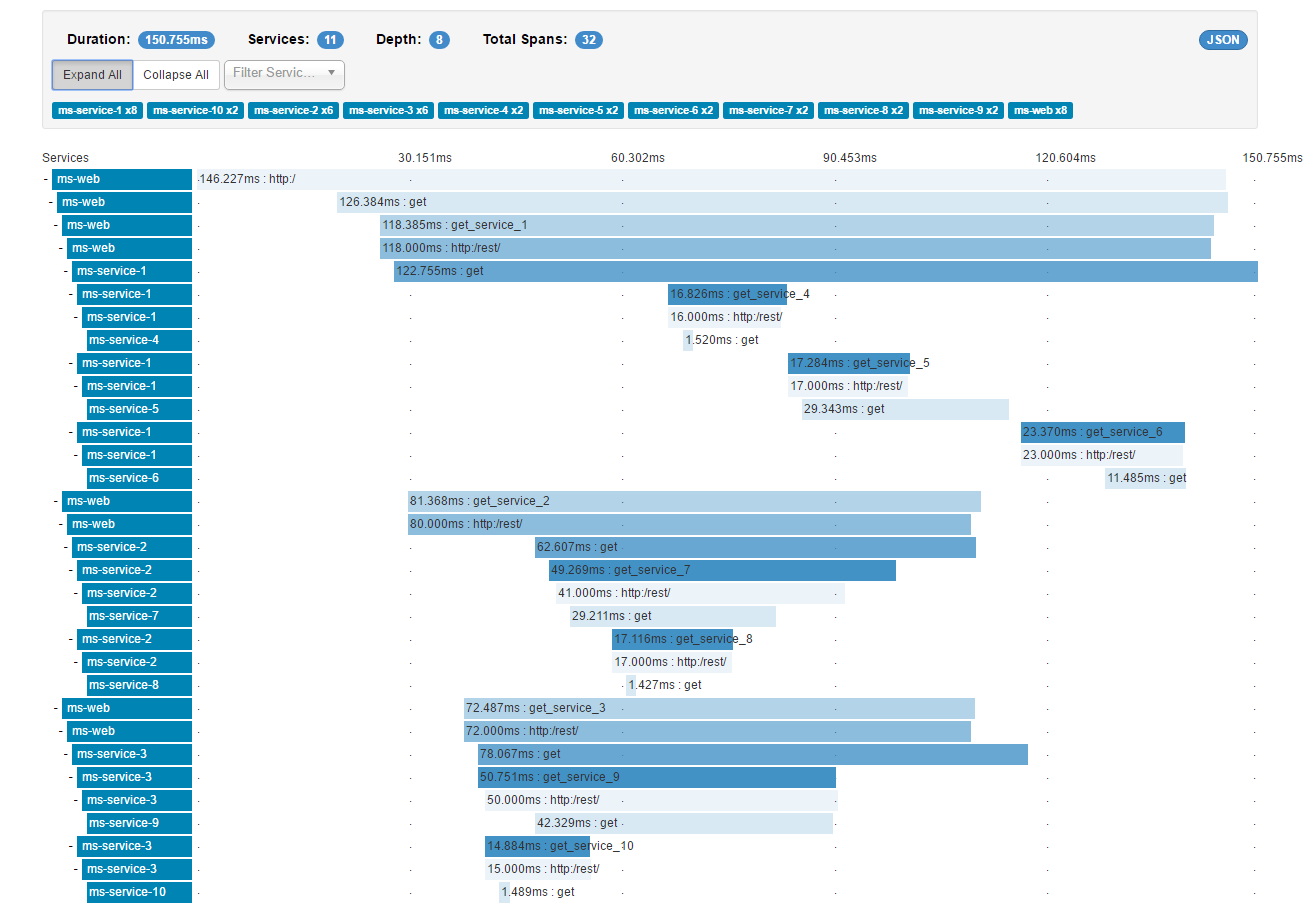 Duration: 150.755ms Services: 11 Depth: 8 Total Spans: 32 JSON
Expand All Collapse All Filter Servic...
ms-service-1 x8 ms-service-10 x2 ms-service-2 x6 ms-service-3 x6 ms-service-4 x2 ms-service-5 x2 ms-service-6 x2 ms-service-7 x2 ms-service-8 x2 ms-service-9 x2 ms-web x8
Services 30.151ms 60.302ms 90.453ms 120.604ms 150.755ms
- ms-web 146.227ms : http:/
- ms-web 126.384ms : get
- ms-web 118.385ms : get_service_1
- ms-web 118.000ms : http:/rest/
- ms-service-1 122.755ms : get
- ms-service-1 16.826ms : get_service_4
- ms-service-1 16.000ms : http:/rest/
ms-service-4 1.520ms : get
- ms-service-1 17.284ms : get_service_5
- ms-service-1 17.000ms : http:/rest/
ms-service-5 29.343ms : get
- ms-service-1 23.370ms : get_service_6
- ms-service-1 23.000ms : http:/rest/
ms-service-6 11.485ms : get
- ms-web 81.368ms : get_service_2
- ms-web 80.000ms : http:/rest/
- ms-service-2 62.607ms : get
- ms-service-2 49.269ms : get_service_7
- ms-service-2 41.000ms : http:/rest/
ms-service-7 29.211ms : get
- ms-service-2 17.116ms : get_service_8
- ms-service-2 17.000ms : http:/rest/
ms-service-8 1.427ms : get
- ms-web 72.487ms : get_service_3
- ms-web 72.000ms : http:/rest/
- ms-service-3 78.067ms : get
- ms-service-3 50.751ms : get_service_9
- ms-service-3 50.000ms : http:/rest/
ms-service-9 42.329ms : get
- ms-service-3 14.884ms : get_service_10
- ms-service-3 15.000ms : http:/rest/
ms-service-10 1.489ms : get